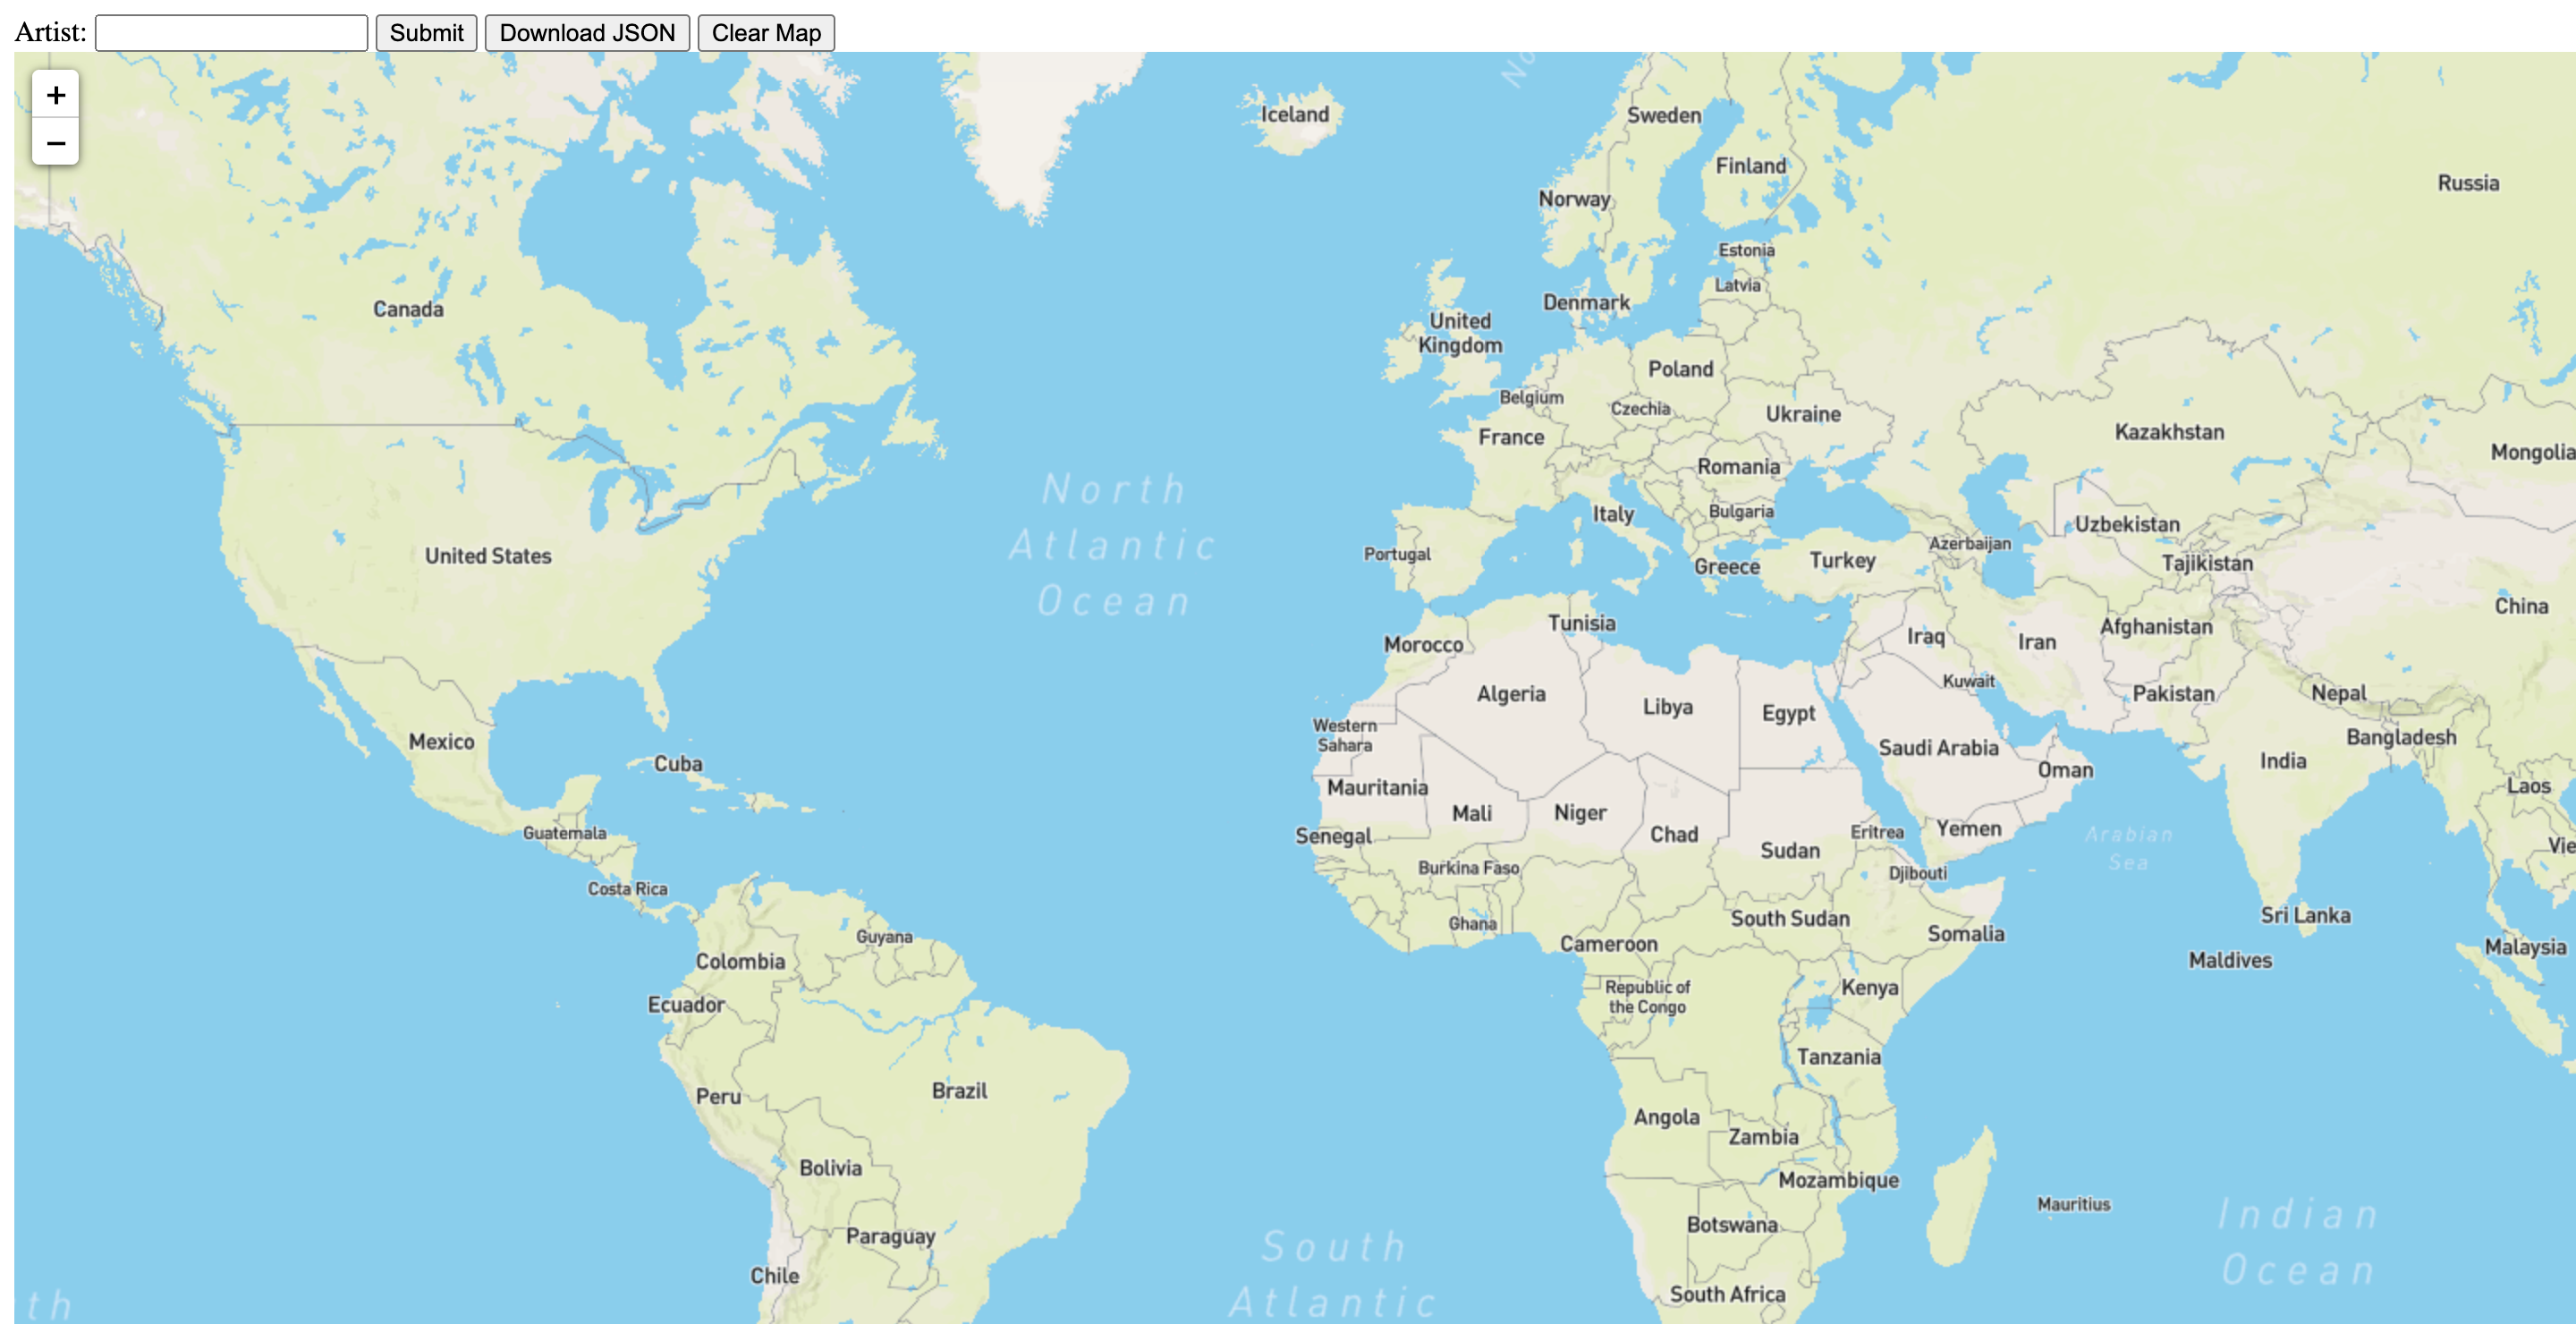 Artist: Submit Download JSON Clear Map
+
−
No
Iceland
Sweden
Finland
Russia
Norway
Estonia
Latvia
Canada
Denmark
United
Kingdom
Poland
Belgium
Czechia
Ukraine
France
Kazakhstan
Mongolia
Romania
North
Atlantic
Ocean
Italy
Bulgaria
Uzbekistan
Azerbaijan
United States
Portugal
Greece
Turkey
Tajikistan
China
Tunisia
Morocco
Iraq
Iran
Afghanistan
Kuwait
Algeria
Libya
Egypt
Pakistan
Nepal
Western
Sahara
Mexico
Cuba
Saudi Arabia
Bangladesh
India
Oman
Mauritania
Mali
Niger
Laos
Guatemala
Senegal
Chad
Eritrea
Yemen
Arabian
Sea
Vie
Sudan
Burkina Faso
Djibouti
Costa Rica
Ghana
South Sudan
Sri Lanka
Guyana
Cameroon
Somalia
Malaysia
Colombia
Maldives
Ecuador
Republic of
the Congo
Kenya
Tanzania
Brazil
Peru
Angola
Zambia
Bolivia
Mozambique
Mauritius
Indian
Ocean
Botswana
Paraguay
South
Atlantic
Chile
South Africa
th